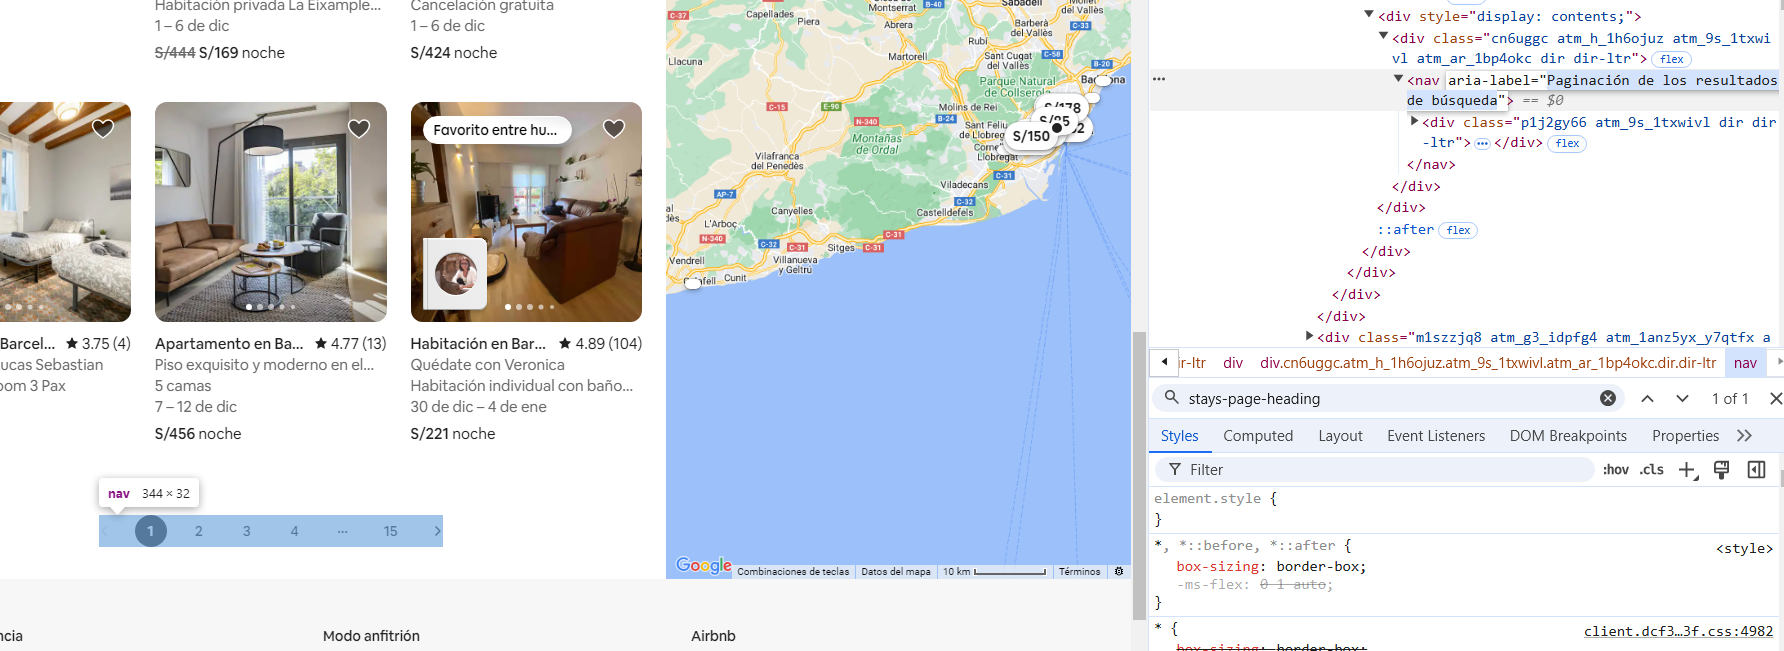 Habitación privada La Eixample...
1 – 6 de dic
S/444 S/169 noche
Cancelación gratuita
1 – 6 de dic
S/424 noche
Favorito entre hu...
Barcel... ★ 3.75 (4)
ucas Sebastian
oom 3 Pax
Apartamento en Ba... ★ 4.77 (13)
Piso exquisito y moderno en el...
5 camas
7 – 12 de dic
S/456 noche
Habitación en Bar... ★ 4.89 (104)
Quédate con Veronica
Habitación individual con baño...
30 de dic – 4 de ene
S/221 noche
nav 344 × 32
1 2 3 4 ... 15
ncia
Modo anfitrión
Airbnb
C-37
Capellades
Piera
Montserrat
B-40
Sabadell
Mollet
del Vallès
Abrera
Barberà
del Vallès
C-33
Rubí
C-58
Llacuna
Sant Cugat
del Vallès
B-20
Parque Natural
de Collserola
Bad
ona
C-15
E-90
Molins de Rei
S/178
N-340
B-24
S/85
S/150
Sant Feliu
de Llobregat
Corne
Llobregat
Montañas
de Ordal
Vilafranca
del Penedès
C-31
Viladecans
AP-7
C-32
Canyelles
Castelldefels
L'Arboç
N-340
C-32
C-31
Sitges
C-31
C-31
Vendrell
Villanueva
y Geltrú
Cunit
Google
Combinaciones de teclas
Datos del mapa
10 km
Términos
<div style="display: contents;">
<div class="cn6uggc atm_h_1h6ojuz atm_9s_1txwi
vl atm_ar_1bp4okc dir dir-ltr"> flex
<nav aria-label="Paginación de los resultados
de búsqueda"> == $0
<div class="p1j2gy66 atm_9s_1txwivl dir dir
-ltr"> ... </div> flex
</nav>
</div>
</div>
::after flex
</div>
</div>
</div>
</div>
<div class="m1szzjq8 atm_g3_idpfg4 atm_1anz5yx_y7qtfx a
ir-ltr div div.cn6uggc.atm_h_1h6ojuz.atm_9s_1txwivl.atm_ar_1bp4okc.dir.dir-ltr nav
stays-page-heading
1 of 1
Styles Computed Layout Event Listeners DOM Breakpoints Properties
Filter
:hov .cls
element.style {
}
*, *::before, *::after {
<style>
box-sizing: border-box;
-ms-flex: 0 1 auto;
}
* {
client.dcf3…3f.css:4982
box-sizing: border-box;